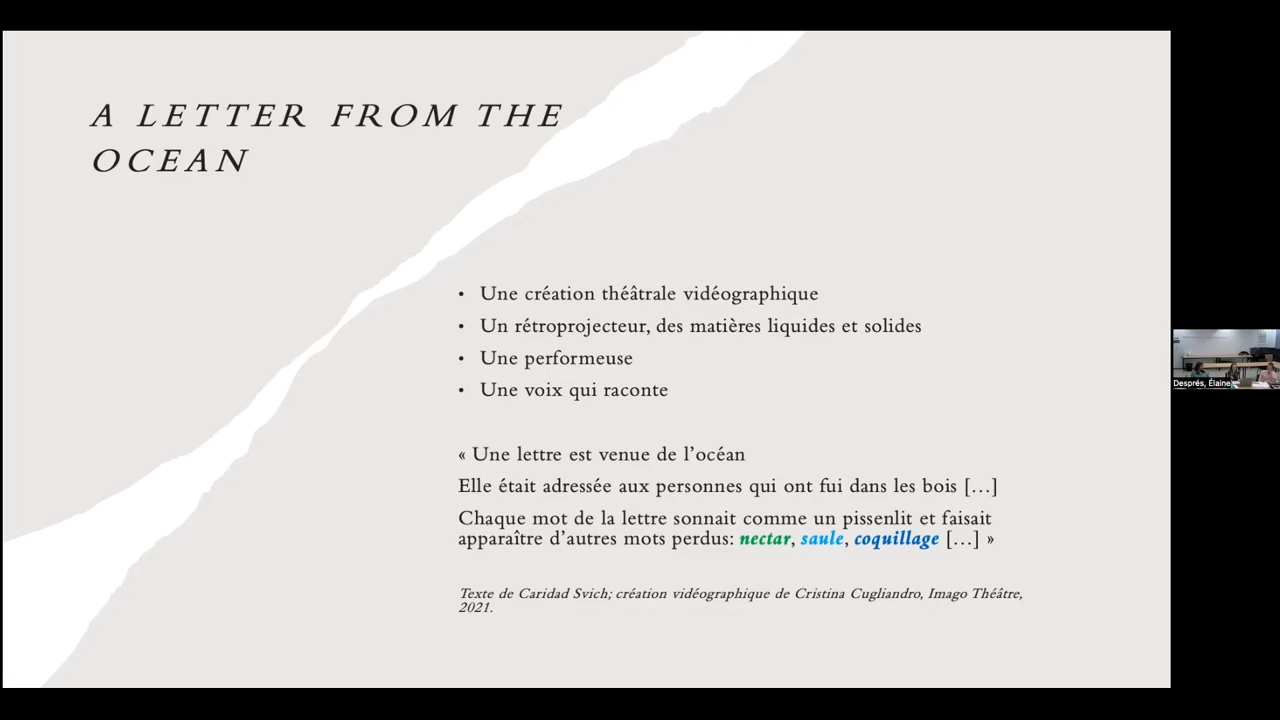 A LETTER FROM THE
OCEAN
• Une création théâtrale vidéographique
• Un rétroprojecteur, des matières liquides et solides
• Une performeuse
• Une voix qui raconte
« Une lettre est venue de l’océan
Elle était adressée aux personnes qui ont fui dans les bois […]
Chaque mot de la lettre sonnait comme un pissenlit et faisait
apparaître d’autres mots perdus: nectar, saule, coquillage […] »
Texte de Caridad Svich; création vidéographique de Cristina Cugliandro, Imago Théâtre,
2021.
Després, Élaine